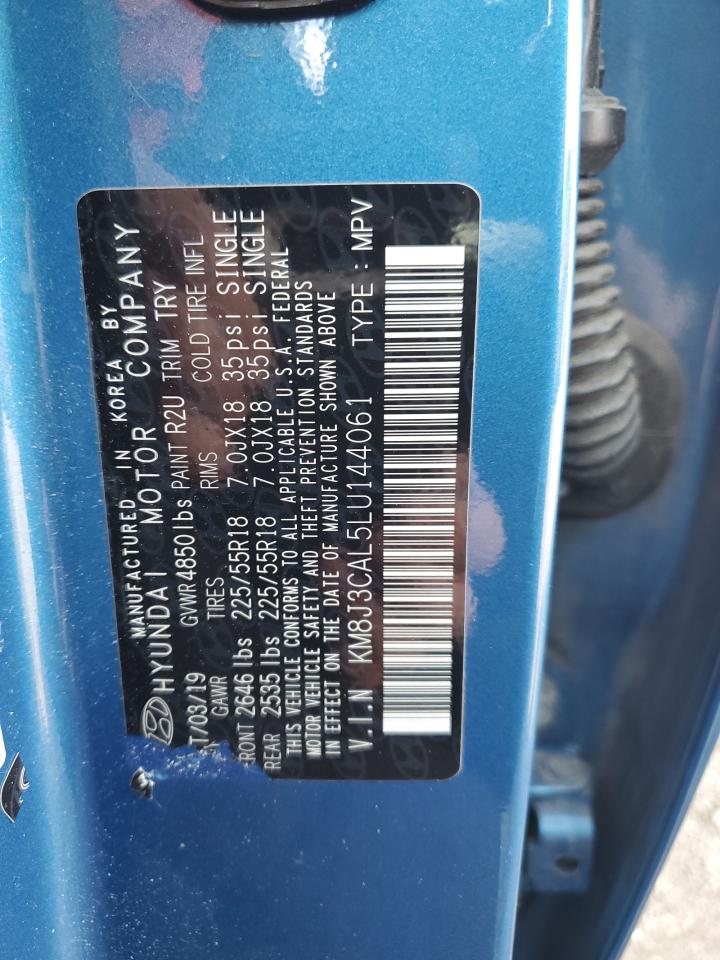 MANUFACTURED IN KOREA BY
HYUNDAI MOTOR COMPANY
/03/19 GVWR 4850lbs PAINT R2U TRIM TRY
GAWR TIRES RIMS COLD TIRE INFL
FRONT 2646 lbs 225/55R18 7.0JX18 35psi SINGLE
REAR 2535 lbs 225/55R18 7.0JX18 35psi SINGLE
THIS VEHICLE CONFORMS TO ALL APPLICABLE U.S.A. FEDERAL
MOTOR VEHICLE SAFETY AND THEFT PREVENTION STANDARDS
IN EFFECT ON THE DATE OF MANUFACTURE SHOWN ABOVE
V.I.N KM8J3CAL5LU144061 TYPE : MPV